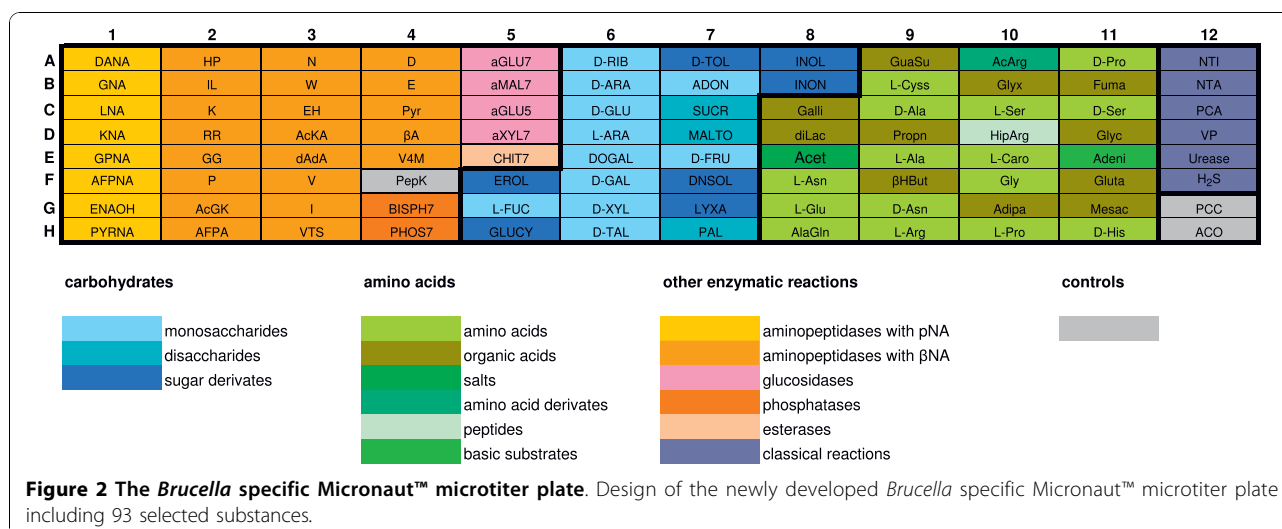 1 2 3 4 5 6 7 8 9 10 11 12
A DANA HP N D aGLU7 D-RIB D-TOL INOL GuaSu AcArg D-Pro NTI
B GNA IL W E aMAL7 D-ARA ADON INON L-Cyss Glyx Fuma NTA
C LNA K EH Pyr aGLU5 D-GLU SUCR Galli D-Ala L-Ser D-Ser PCA
D KNA RR AcKA βA aXYL7 L-ARA MALTO diLac Propn HipArg Glyc VP
E GPNA GG dAdA V4M CHIT7 DOGAL D-FRU Acet L-Ala L-Caro Adeni Urease
F AFPNA P V PepK EROL D-GAL DNSOL L-Asn βHBut Gly Gluta H₂S
G ENAOH AcGK I BISPH7 L-FUC D-XYL LYXA L-Glu D-Asn Adipa Mesac PCC
H PYRNA AFPA VTS PHOS7 GLUCY D-TAL PAL AlaGln L-Arg L-Pro D-His ACO
carbohydrates amino acids other enzymatic reactions controls
monosaccharides amino acids aminopeptidases with pNA
disaccharides organic acids aminopeptidases with βNA
sugar derivates salts glucosidases
amino acid derivates phosphatases
peptides esterases
basic substrates classical reactions
Figure 2 The Brucella specific Micronaut™ microtiter plate. Design of the newly developed Brucella specific Micronaut™ microtiter plate
including 93 selected substances.